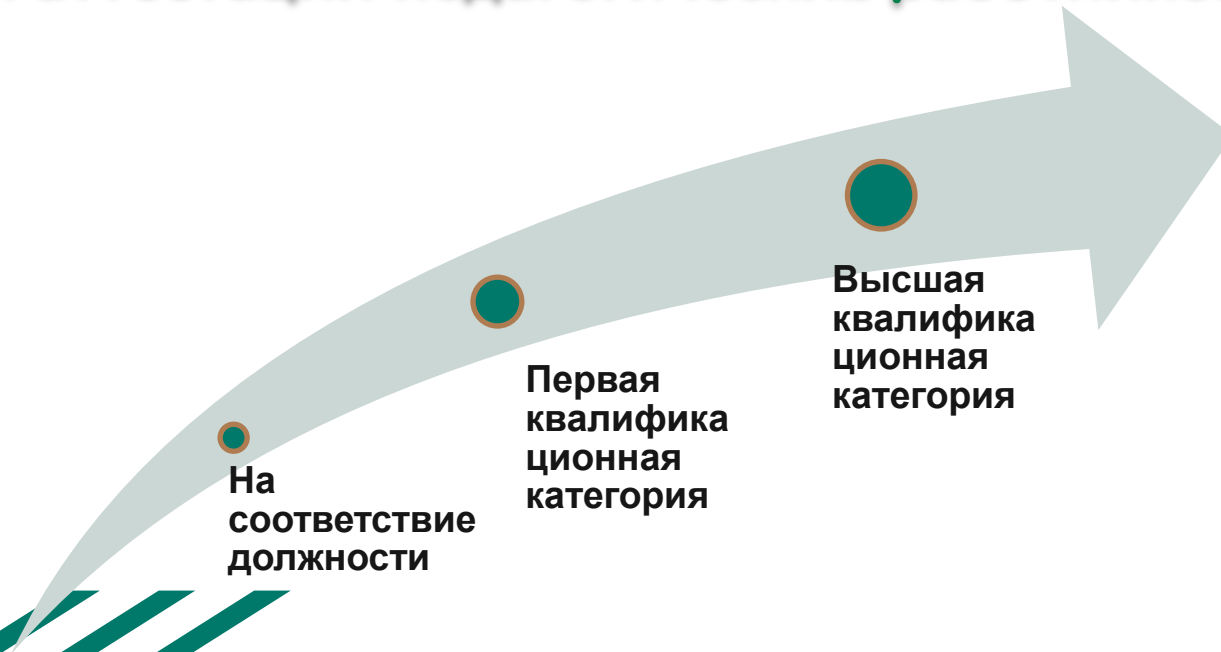 На
соответствие
должности
Первая
квалифика
ционная
категория
Высшая
квалифика
ционная
категория